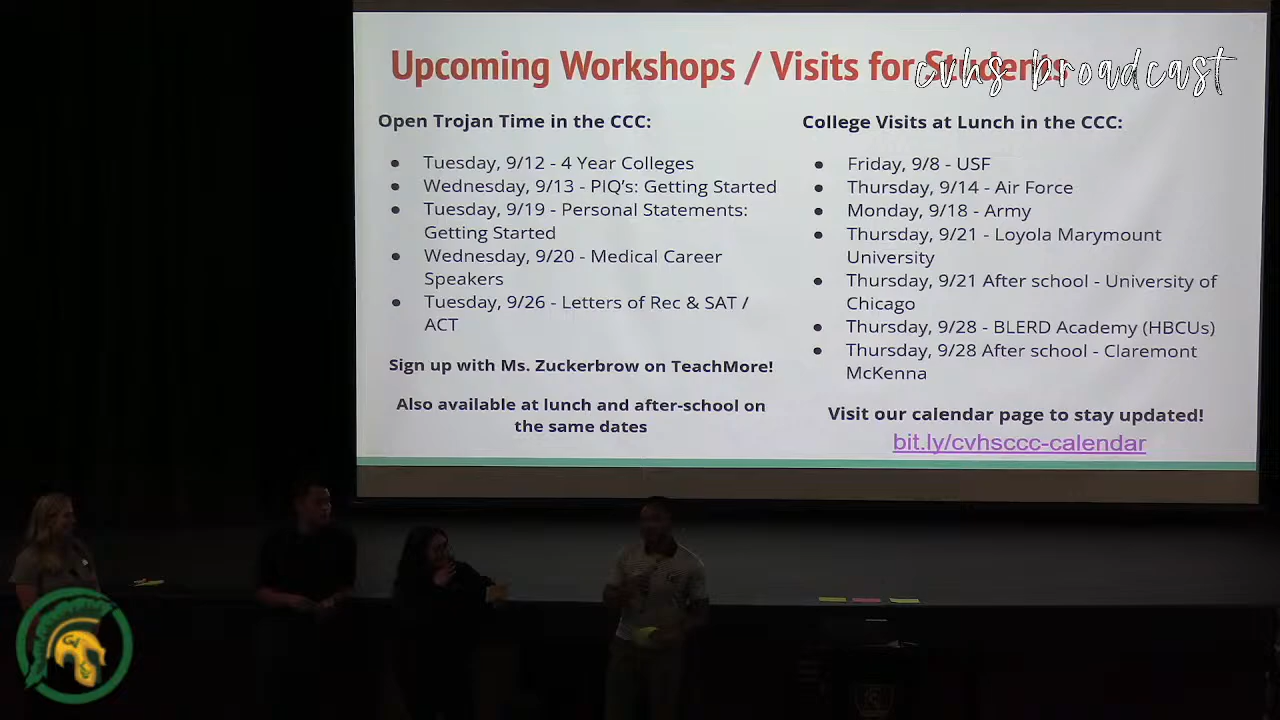 Upcoming Workshops / Visits for Students
cvhs broadcast
Open Trojan Time in the CCC:
● Tuesday, 9/12 - 4 Year Colleges
● Wednesday, 9/13 - PIQ's: Getting Started
● Tuesday, 9/19 - Personal Statements:
Getting Started
● Wednesday, 9/20 - Medical Career
Speakers
● Tuesday, 9/26 - Letters of Rec & SAT /
ACT
Sign up with Ms. Zuckerbrow on TeachMore!
Also available at lunch and after-school on
the same dates
College Visits at Lunch in the CCC:
● Friday, 9/8 - USF
● Thursday, 9/14 - Air Force
● Monday, 9/18 - Army
● Thursday, 9/21 - Loyola Marymount
University
● Thursday, 9/21 After school - University of
Chicago
● Thursday, 9/28 - BLERD Academy (HBCUs)
● Thursday, 9/28 After school - Claremont
McKenna
Visit our calendar page to stay updated!
bit.ly/cvhsccc-calendar
CV